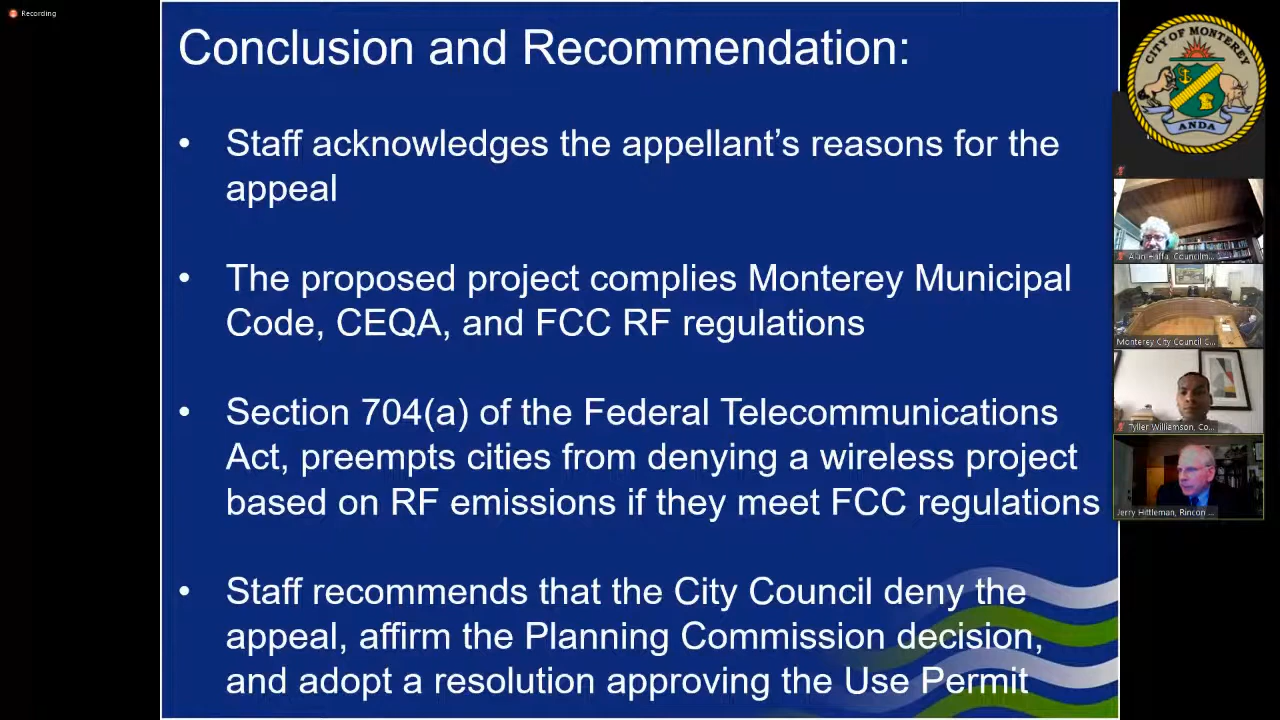 Recording
Conclusion and Recommendation:
• Staff acknowledges the appellant's reasons for the
appeal
• The proposed project complies Monterey Municipal
Code, CEQA, and FCC RF regulations
• Section 704(a) of the Federal Telecommunications
Act, preempts cities from denying a wireless project
based on RF emissions if they meet FCC regulations
• Staff recommends that the City Council deny the
appeal, affirm the Planning Commission decision,
and adopt a resolution approving the Use Permit
CITY OF MONTEREY
ANDA
Alan Haffa, Councilm...
Monterey City Council C...
Tyller Williamson, Co...
Jerry Hittleman, Rincon ...